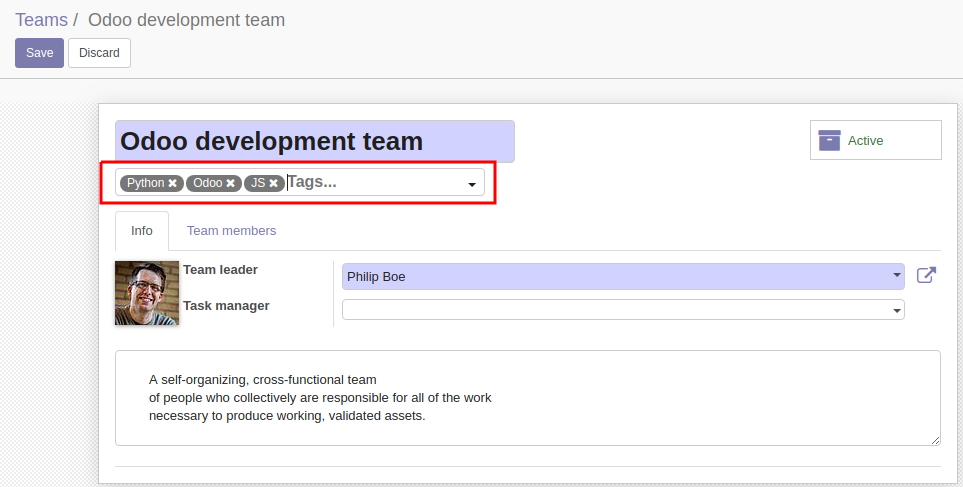 Teams / Odoo development team
Save Discard
Odoo development team
Active
Python Odoo JS Tags...
Info Team members
Team leader Philip Boe
Task manager
A self-organizing, cross-functional team
of people who collectively are responsible for all of the work
necessary to produce working, validated assets.